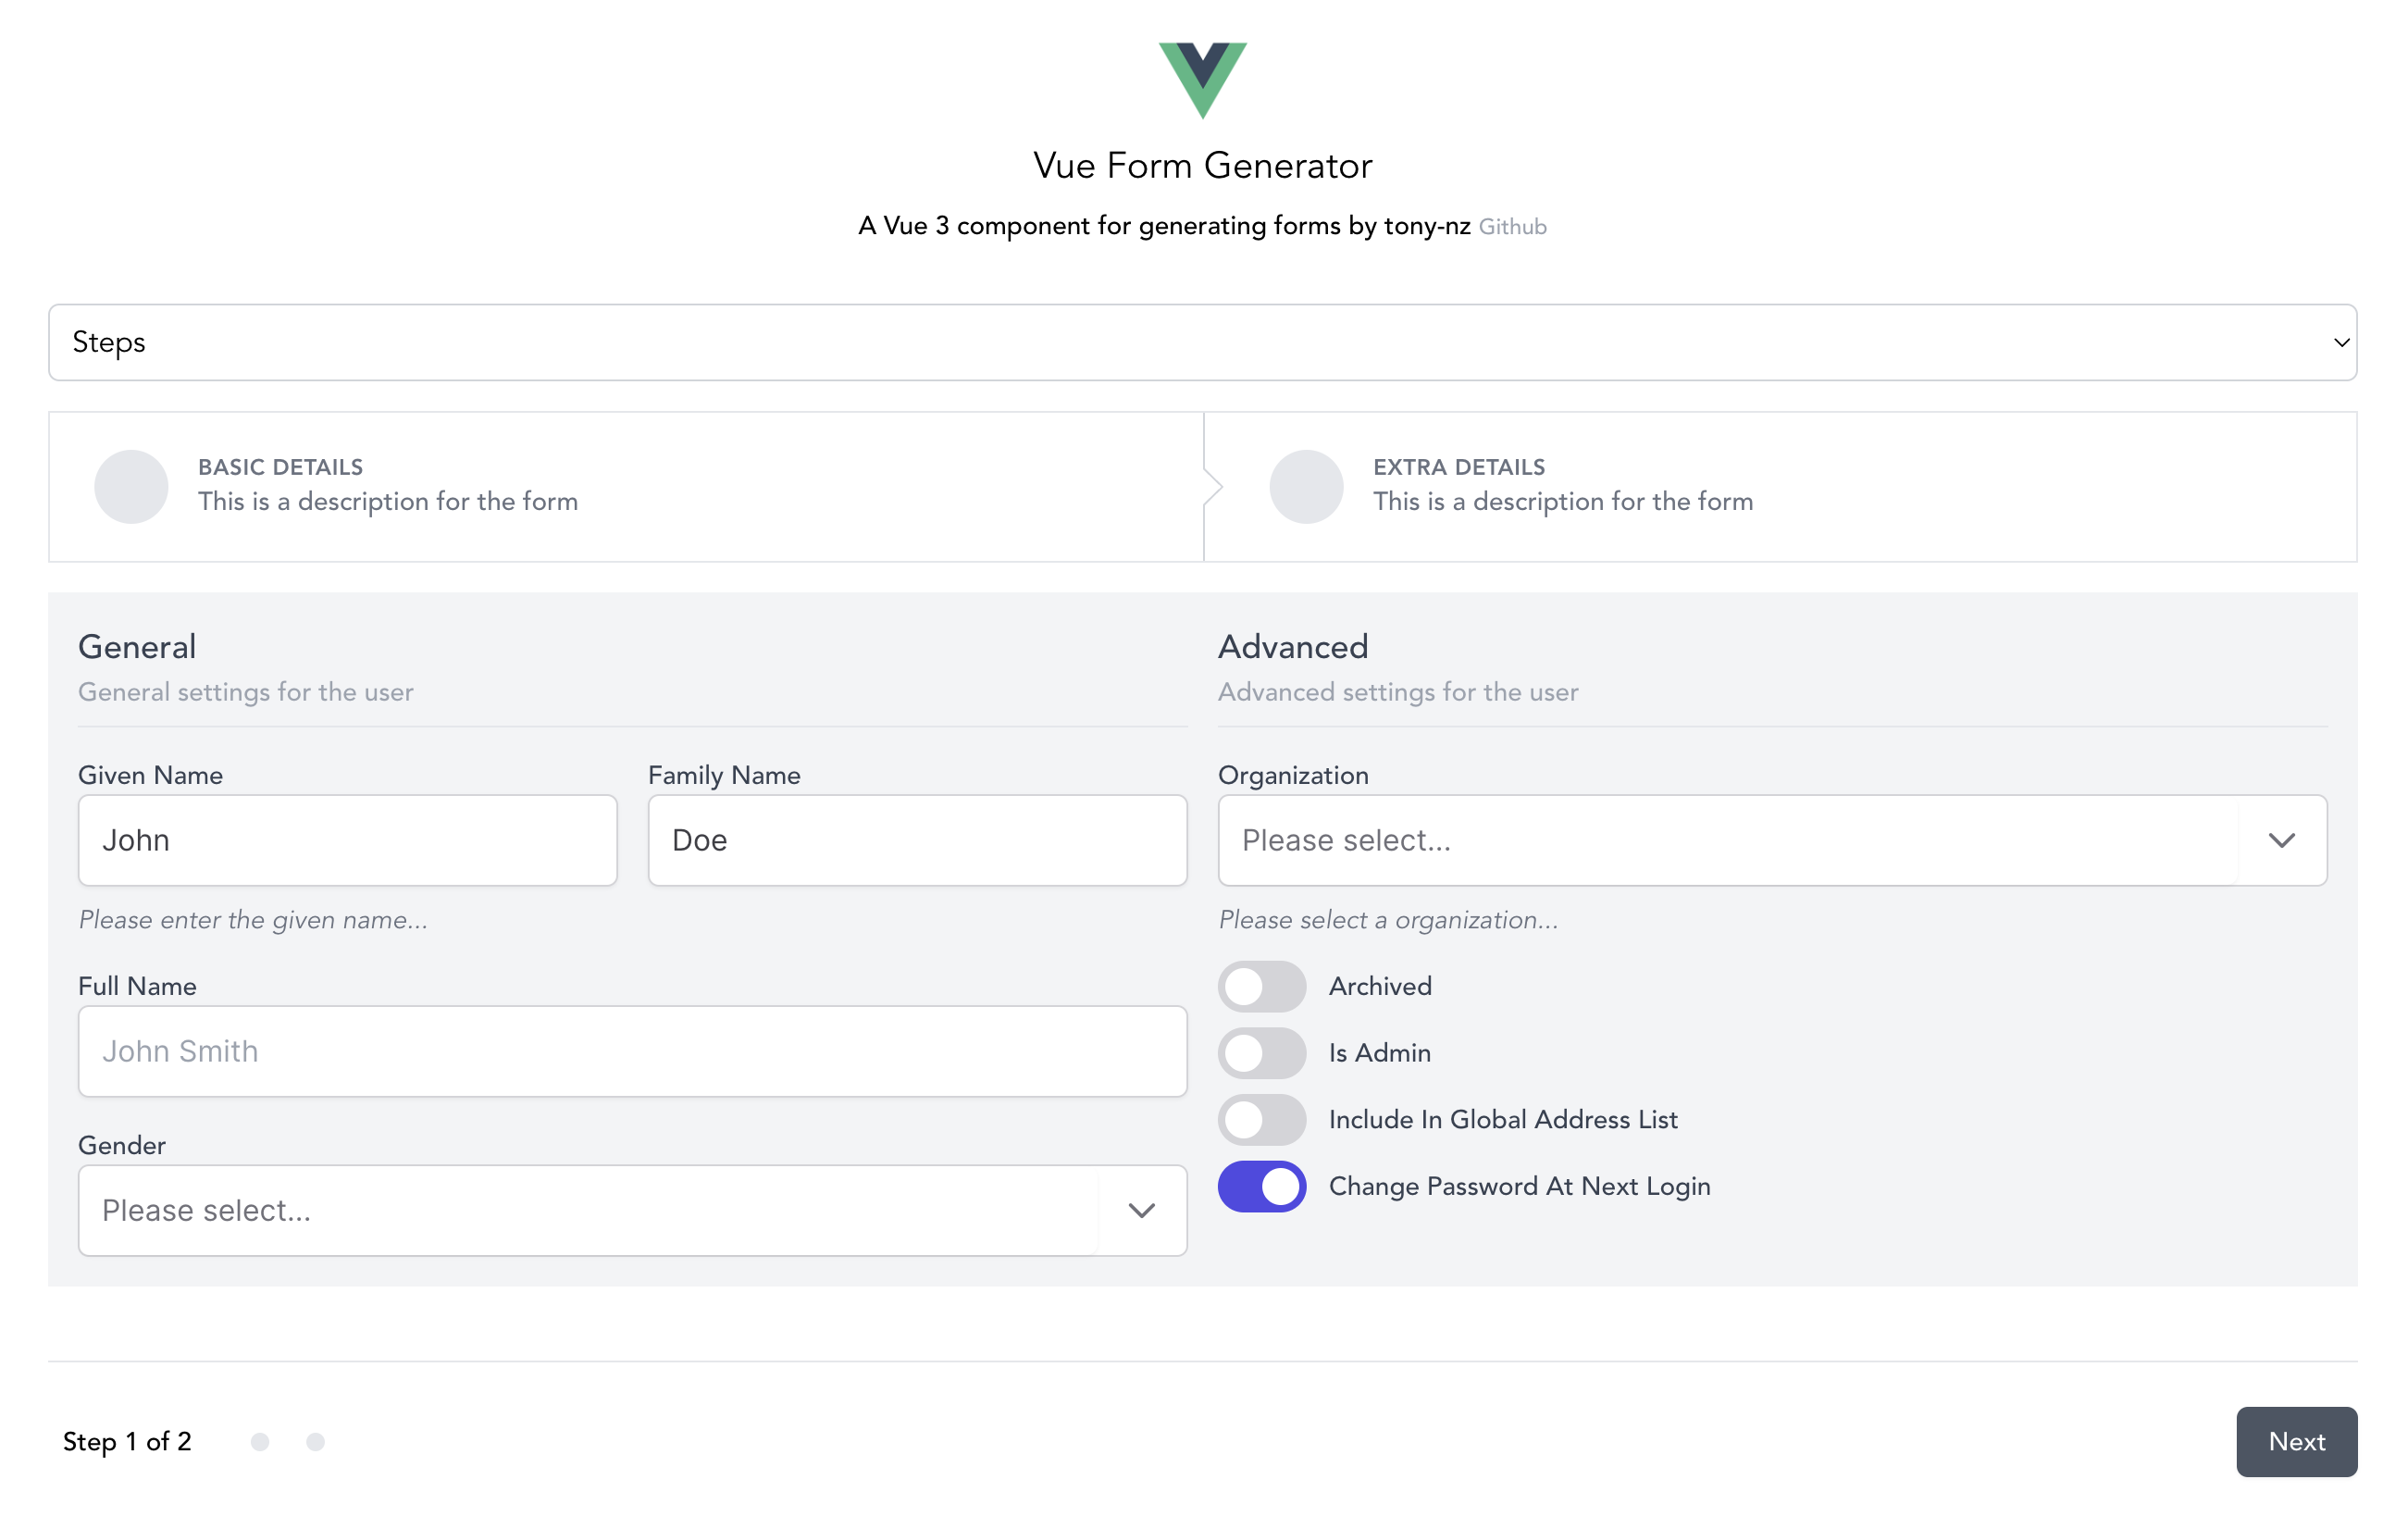 Vue Form Generator
A Vue 3 component for generating forms by tony-nz Github
Steps
BASIC DETAILS
This is a description for the form
EXTRA DETAILS
This is a description for the form
General
General settings for the user
Given Name
Family Name
John
Doe
Please enter the given name...
Full Name
John Smith
Gender
Please select...
Advanced
Advanced settings for the user
Organization
Please select...
Please select a organization...
Archived
Is Admin
Include In Global Address List
Change Password At Next Login
Step 1 of 2
Next